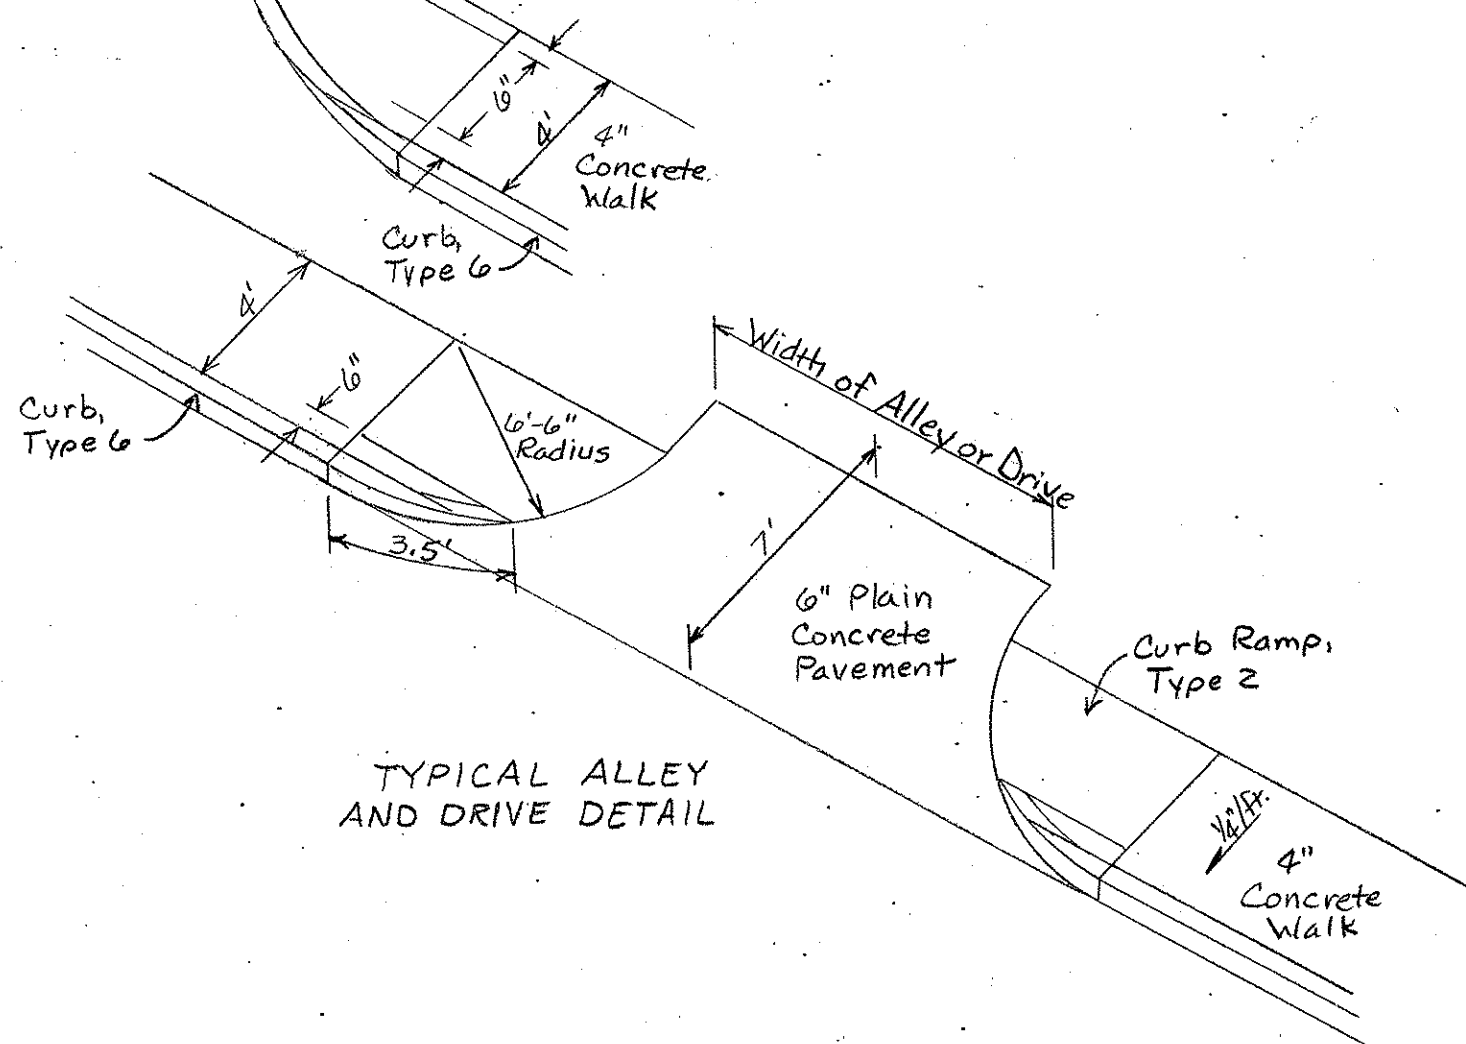 6"
4'
4"
Concrete
Walk
Curb,
Type 6
4'
6"
Curb,
Type 6
6'-6"
Radius
3.5'
Width of Alley or Drive
7'
6" Plain
Concrete
Pavement
Curb Ramp,
Type 2
TYPICAL ALLEY
AND DRIVE DETAIL
1/4"/Ft.
4"
Concrete
Walk